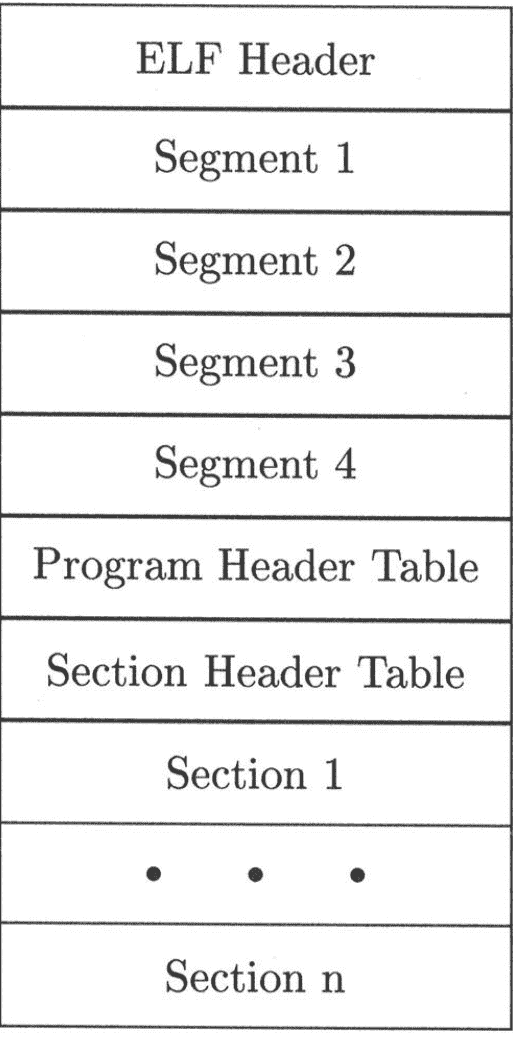 ELF Header
Segment 1
Segment 2
Segment 3
Segment 4
Program Header Table
Section Header Table
Section 1
• • •
Section n